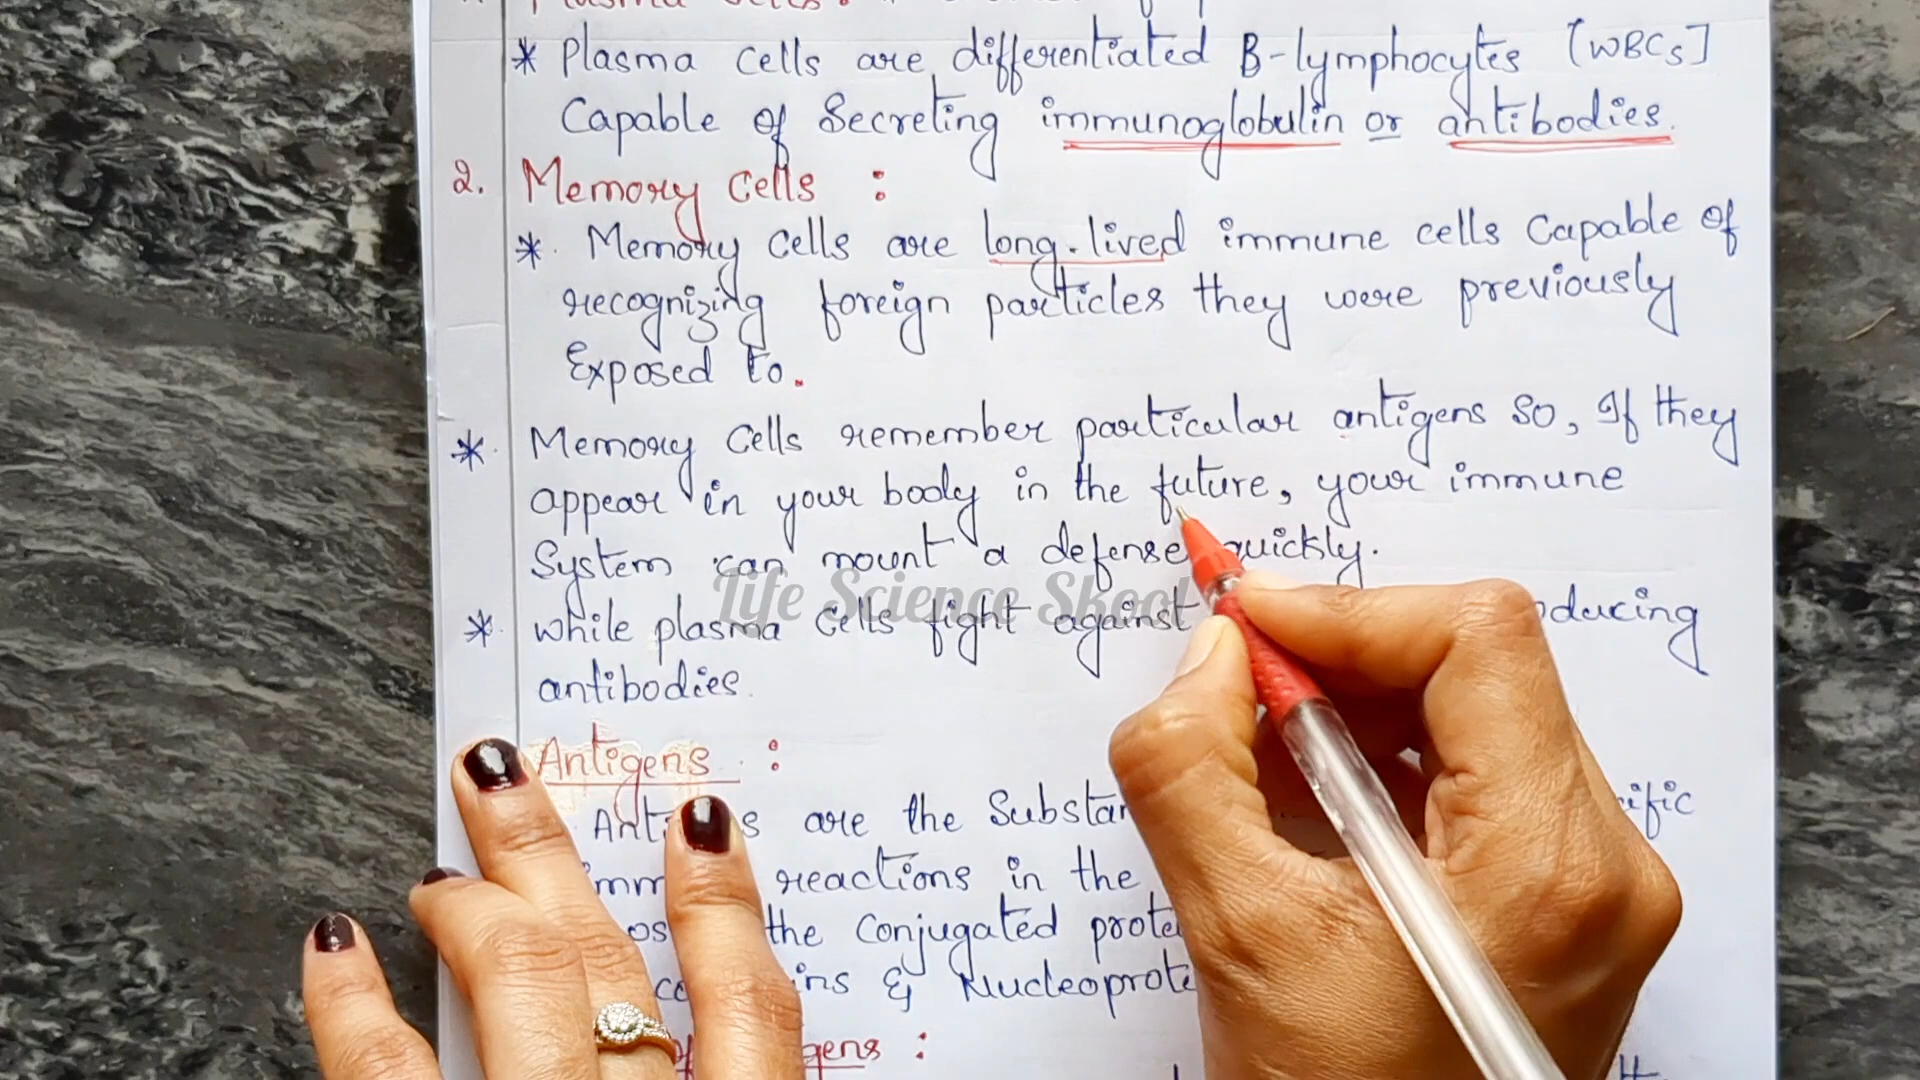 * Plasma cells are differentiated B-lymphocytes [WBCs]
Capable of Secreting immunoglobulin or antibodies.
2. Memory Cells :
* Memory cells are long-lived immune cells Capable of
recognizing foreign particles they were previously
Exposed to.
* Memory Cells remember particular antigens so, If they
appear in your body in the future, your immune
System can mount a defense quickly.
Life Science Skool
* while plasma cells fight against
antibodies.
Antigens :
are the
reactions in the
the Conjugated
&